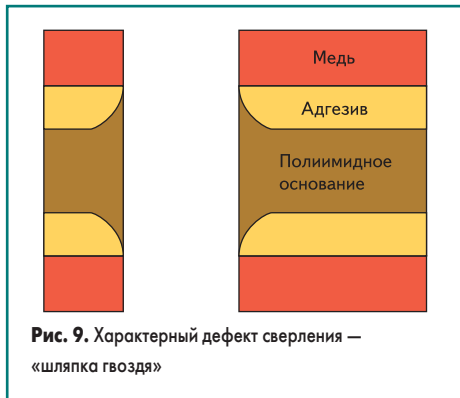 Медь
Адгезив
Полиимидное
основание
Рис. 9. Характерный дефект сверления —
«шляпка гвоздя»